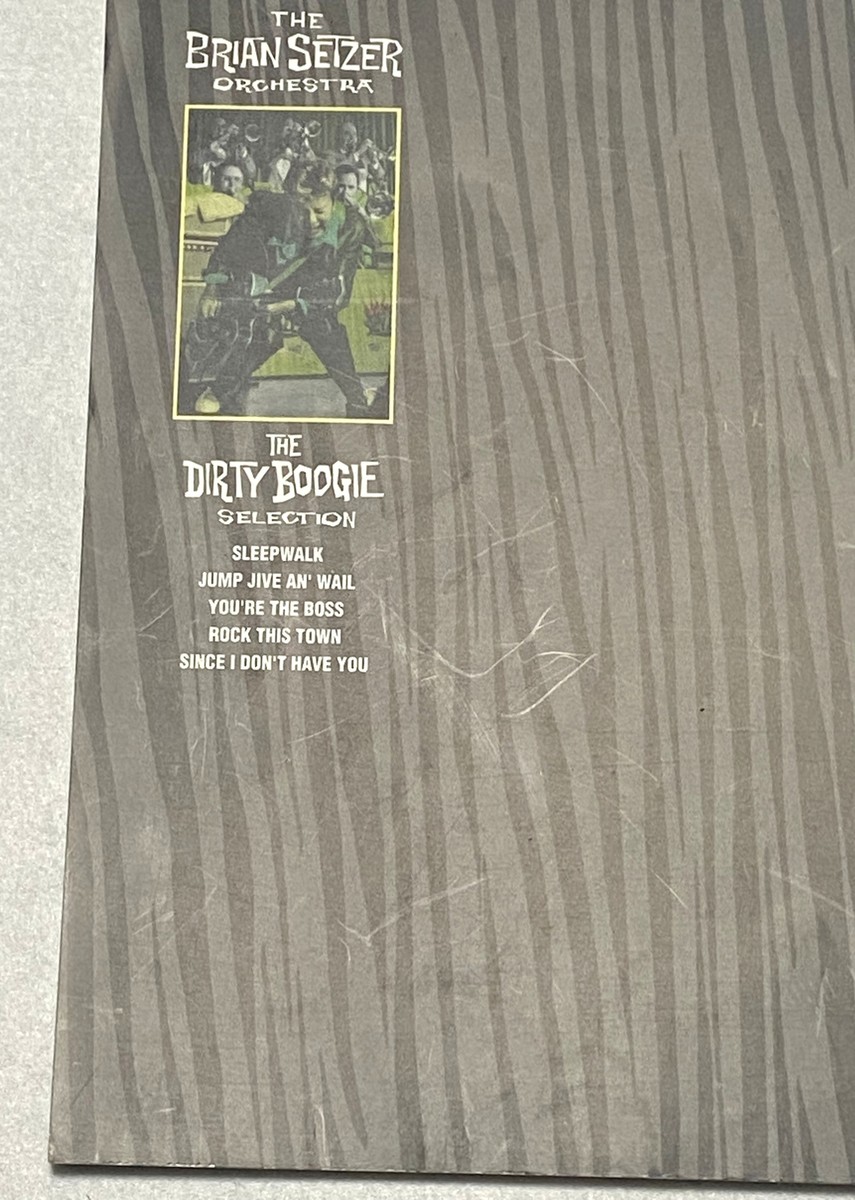 THE
BRIAN SETZER
ORCHESTRA
THE
DIRTY BOOGIE
SELECTION
SLEEPWALK
JUMP JIVE AN' WAIL
YOU'RE THE BOSS
ROCK THIS TOWN
SINCE I DON'T HAVE YOU